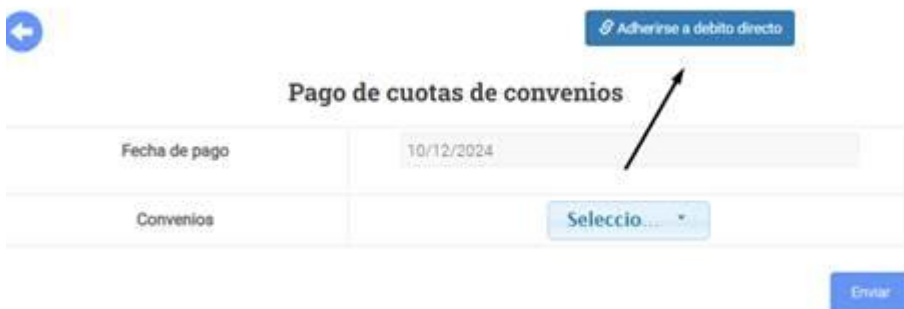 Adherirse a debito directo
Pago de cuotas de convenios
Fecha de pago
10/12/2024
Convenios
Seleccio...
Enviar